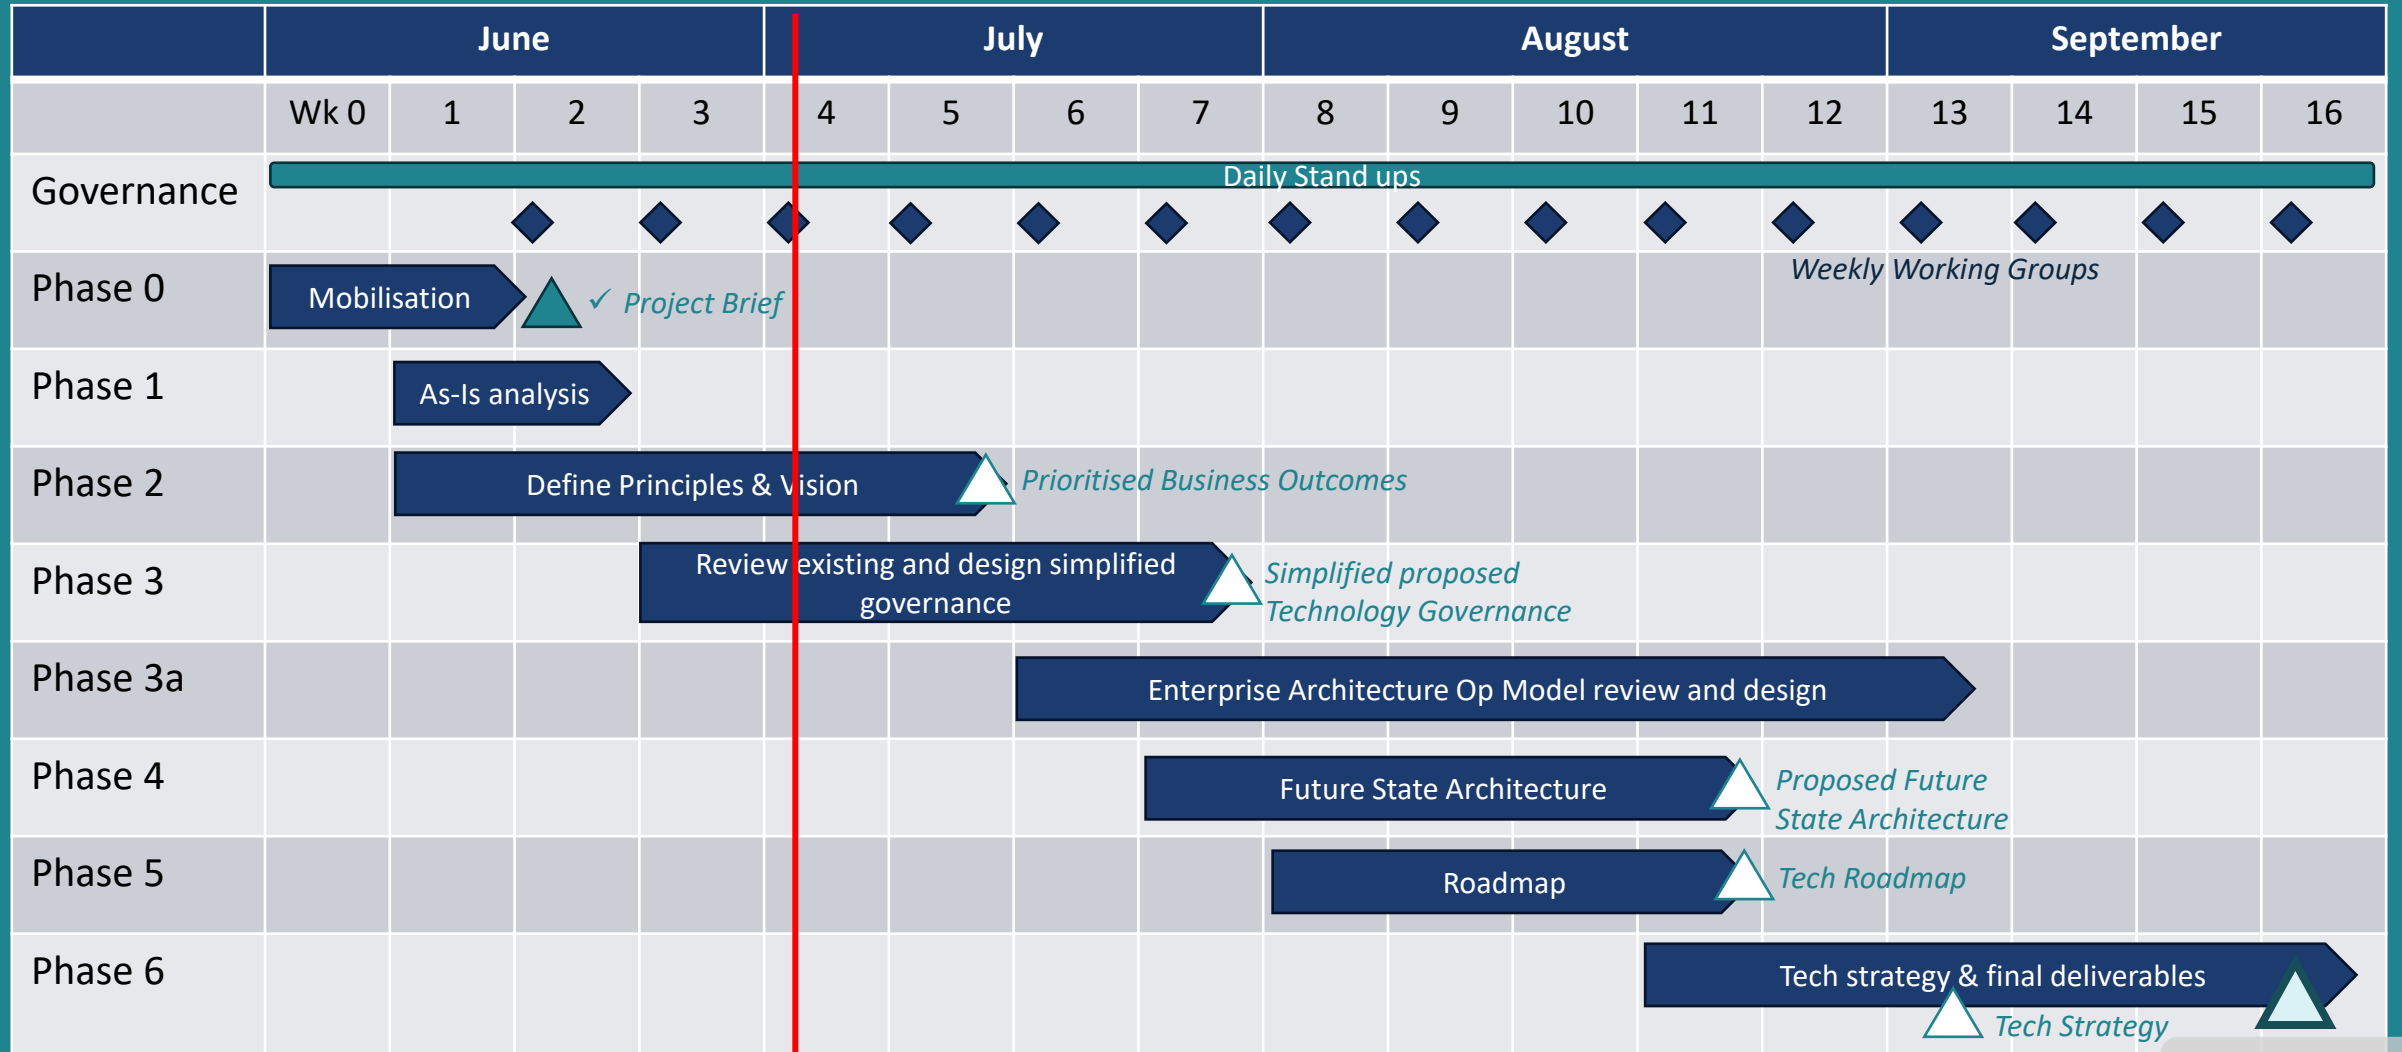 June July August September
Wk 0 1 2 3 4 5 6 7 8 9 10 11 12 13 14 15 16
Governance
Daily Stand ups
Weekly Working Groups
Phase 0
Mobilisation
✓ Project Brief
Phase 1
As-Is analysis
Phase 2
Define Principles & Vision
Prioritised Business Outcomes
Phase 3
Review existing and design simplified
governance
Simplified proposed
Technology Governance
Phase 3a
Enterprise Architecture Op Model review and design
Phase 4
Future State Architecture
Proposed Future
State Architecture
Phase 5
Roadmap
Tech Roadmap
Phase 6
Tech strategy & final deliverables
Tech Strategy